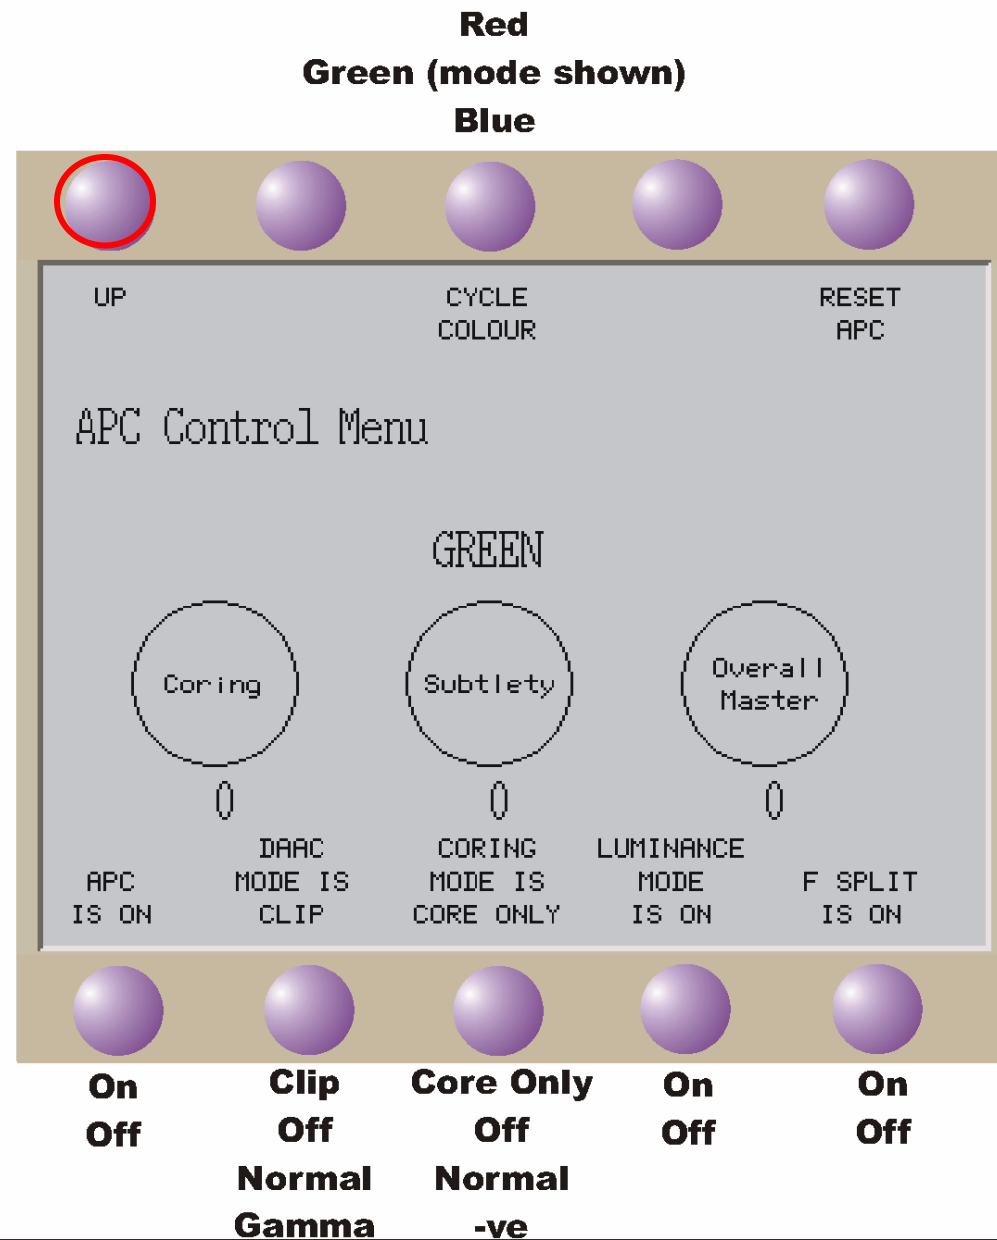 Red
Green (mode shown)
Blue
UP
CYCLE
COLOUR
RESET
APC
APC Control Menu
GREEN
Coring
Subtlety
Overall
Master
0
0
0
APC
IS ON
DAAC
MODE IS
CLIP
CORING
MODE IS
CORE ONLY
LUMINANCE
MODE
IS ON
F SPLIT
IS ON
On
Off
Clip
Off
Normal
Gamma
Core Only
Off
Normal
-ve
On
Off
On
Off